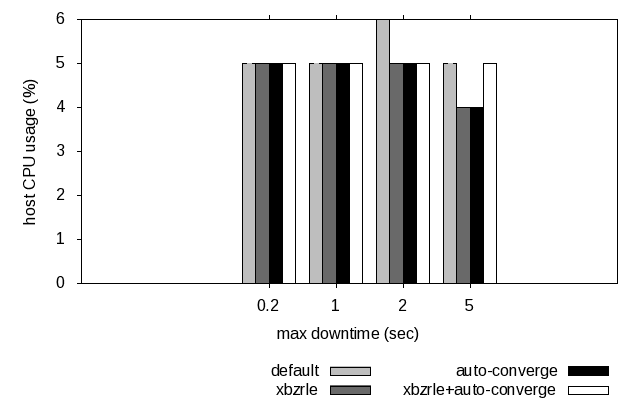 6
5
4
3
2
1
0
host CPU usage (%)
0.2 1 2 5
max downtime (sec)
default auto-converge
xbzrle xbzrle+auto-converge